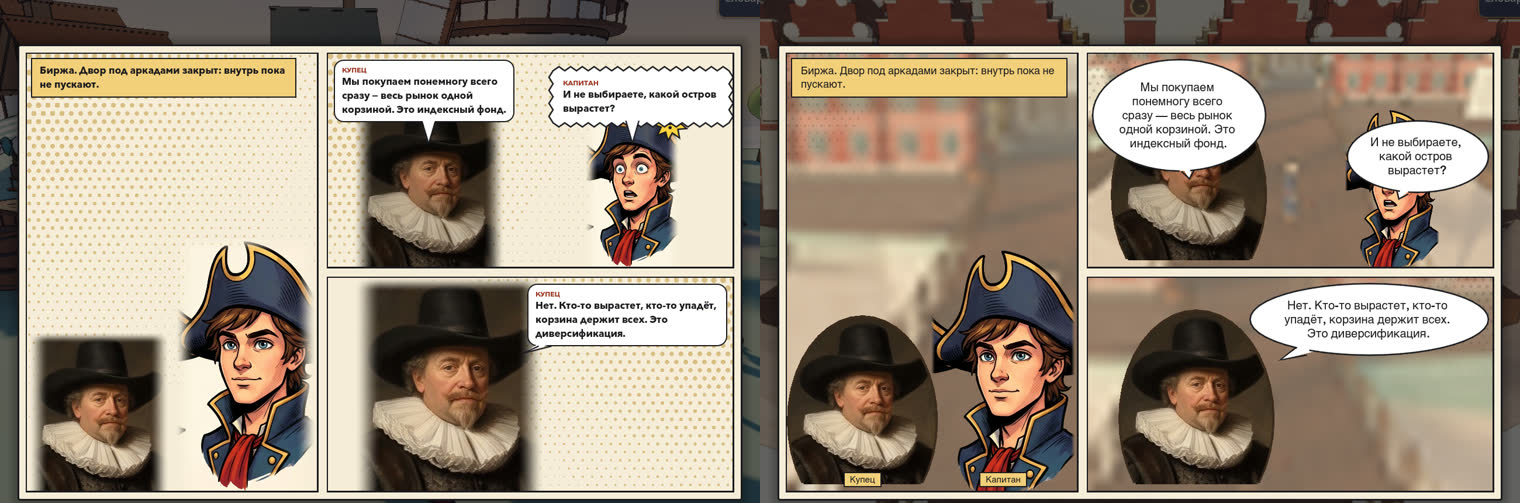 Биржа. Двор под аркадами закрыт: внутрь пока
не пускают.
КУПЕЦ
Мы покупаем понемногу всего
сразу – весь рынок одной
корзиной. Это индексный фонд.
КАПИТАН
И не выбираете, какой остров
вырастет?
КУПЕЦ
Нет. Кто-то вырастет, кто-то упадёт,
корзина держит всех. Это
диверсификация.
Биржа. Двор под аркадами закрыт: внутрь пока не
пускают.
Купец
Капитан
Мы покупаем
понемногу всего
сразу — весь рынок
одной корзиной. Это
индексный фонд.
И не выбираете,
какой остров
вырастет?
Нет. Кто-то вырастет, кто-то
упадёт, корзина держит всех.
Это диверсификация.